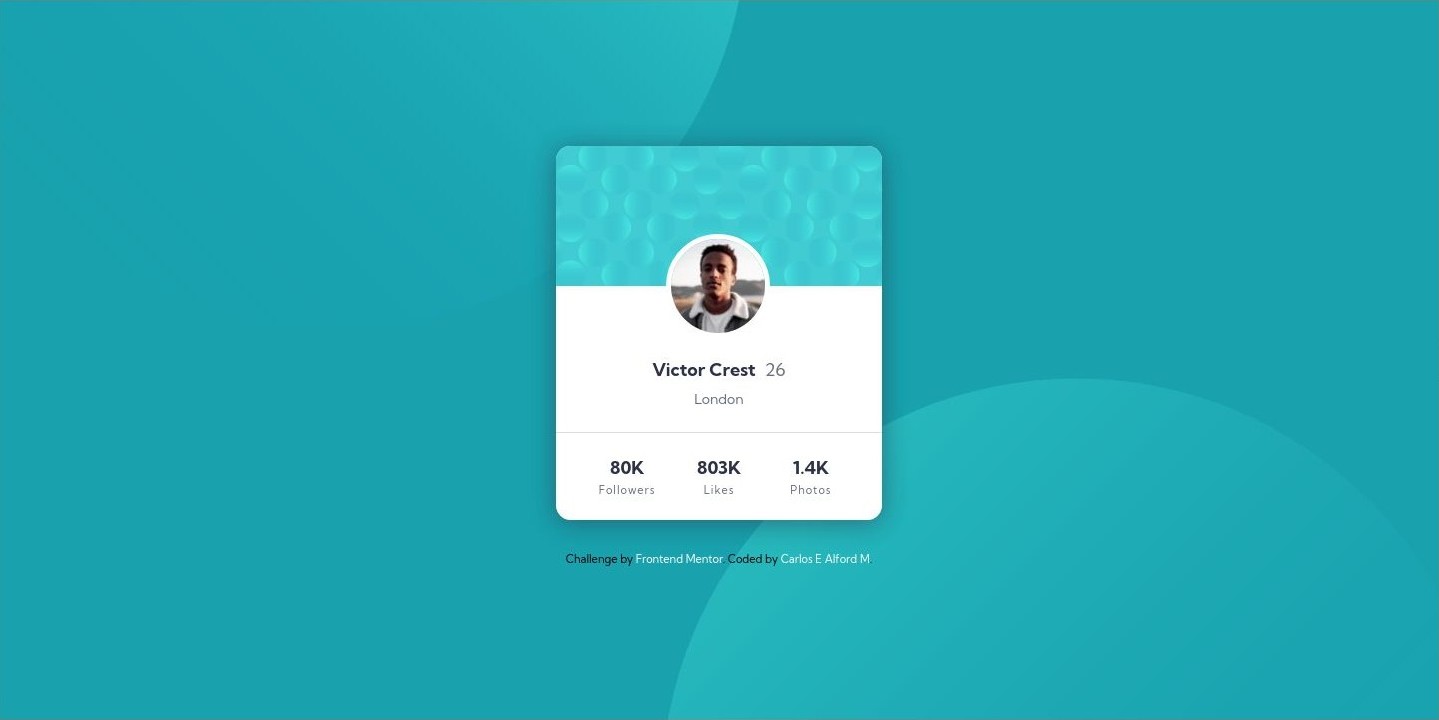 Victor Crest 26
London
80K 803K 1.4K
Followers Likes Photos
Challenge by Frontend Mentor. Coded by Carlos E Alford M.